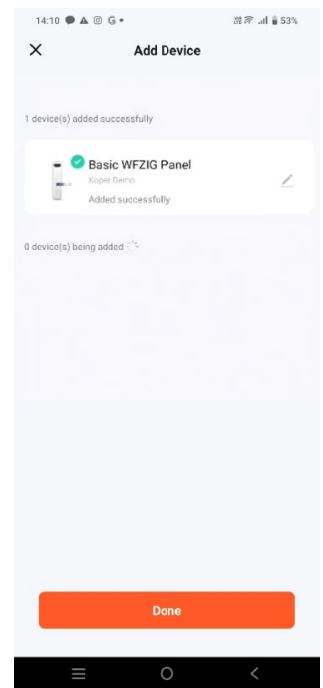 14:10 G 53%
Add Device
1 device(s) added successfully
Basic WFZIG Panel
Koper Demo
Added successfully
0 device(s) being added
Done